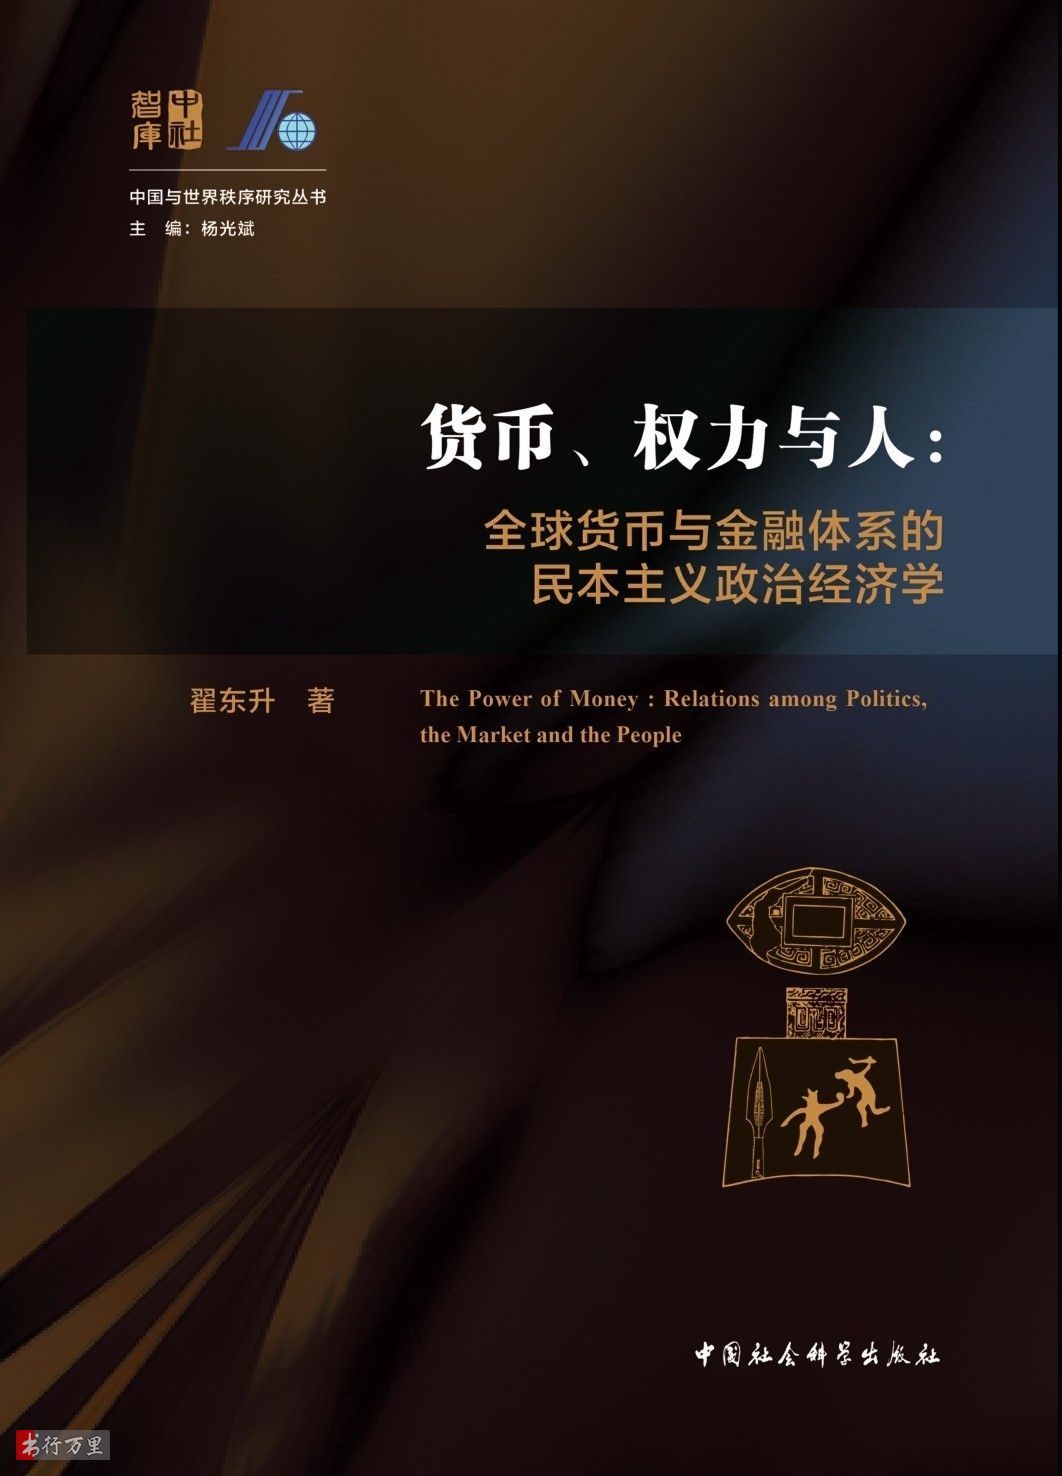 智庫
中社
中国与世界秩序研究丛书
主 编：杨光斌
货币、权力与人：
全球货币与金融体系的
民本主义政治经济学
翟东升 著
The Power of Money : Relations among Politics,
the Market and the People
中国社会科学出版社
书行万里